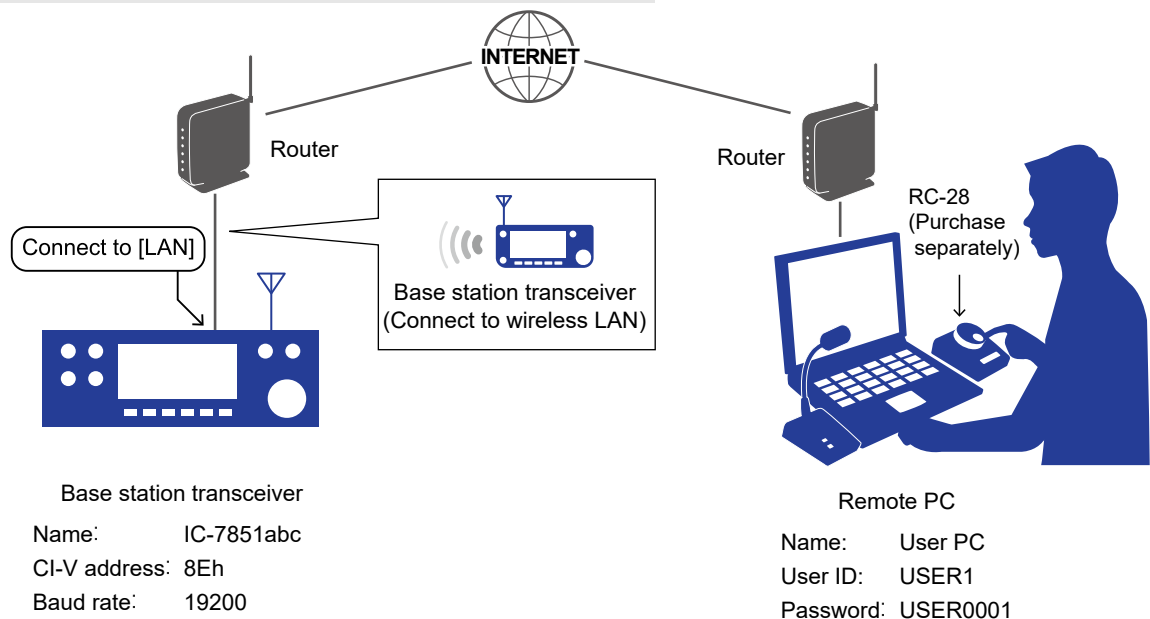 INTERNET
Router
Router
Connect to [LAN]
Base station transceiver
(Connect to wireless LAN)
RC-28
(Purchase
separately)
Base station transceiver
Name: IC-7851abc
CI-V address: 8Eh
Baud rate: 19200
Remote PC
Name: User PC
User ID: USER1
Password: USER0001